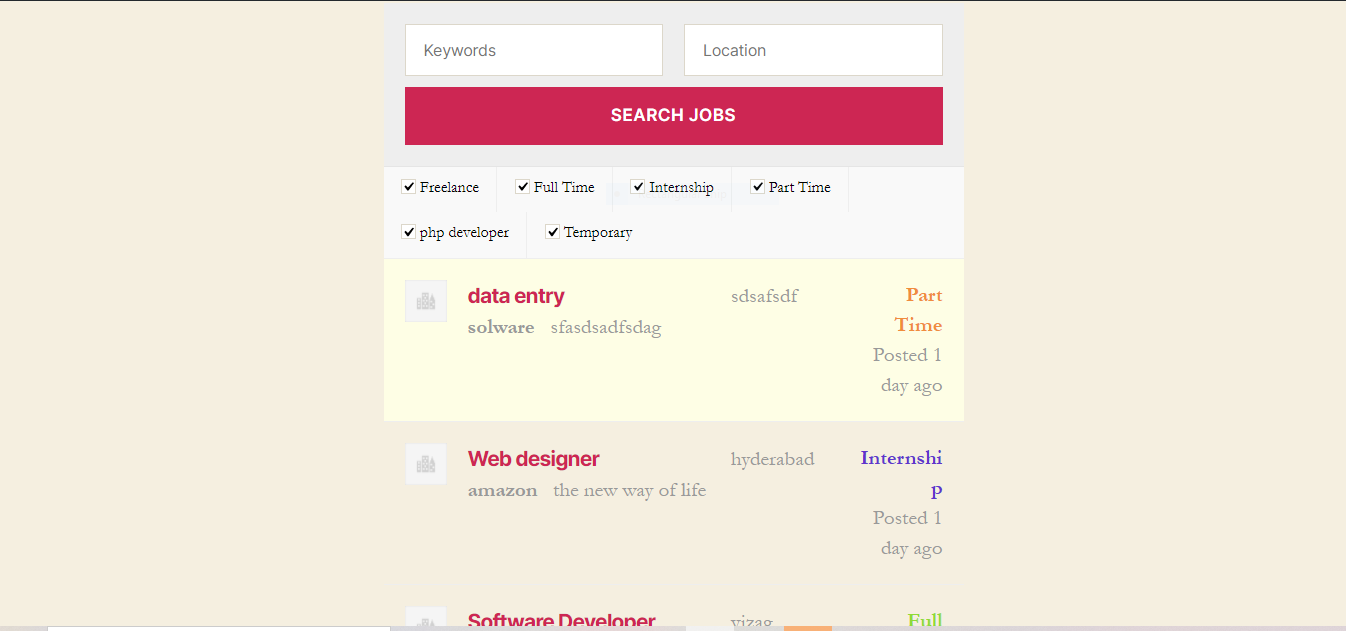 Keywords
Location
SEARCH JOBS
Freelance
Full Time
Internship
Part Time
php developer
Temporary
data entry
sdsafsdf
Part
Time
solware sfasdsadfsdag
Posted 1
day ago
Web designer
hyderabad
Internshi
p
amazon the new way of life
Posted 1
day ago
Software Developer
vizag
Full